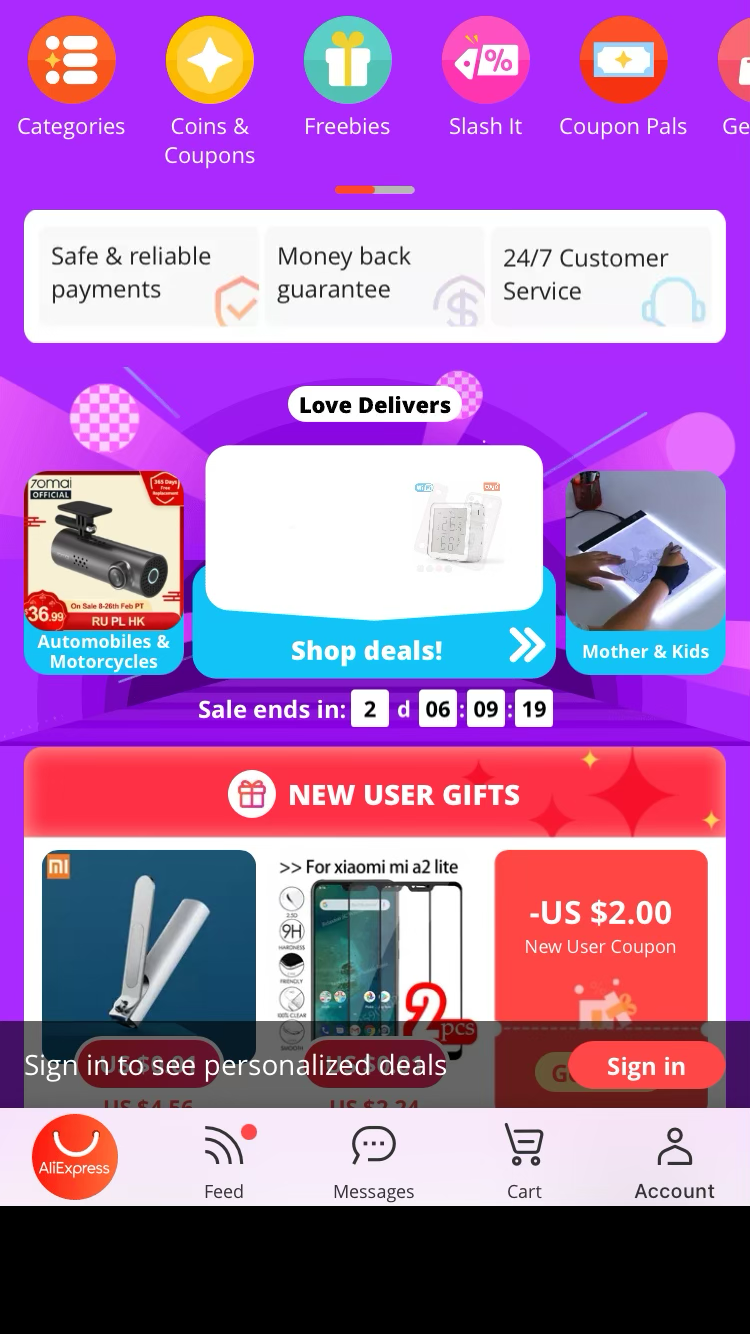 Categories
Coins &
Coupons
Freebies
Slash It
Coupon Pals
Ge
%
Safe & reliable
payments
Money back
guarantee
24/7 Customer
Service
Love Delivers
70mai
OFFICIAL
365 Days
Free
Replacement
$36.99
On Sale 8-26th Feb PT
RU PL HK
Automobiles &
Motorcycles
Shop deals!
Mother & Kids
Sale ends in: 2 d 06:09:19
NEW USER GIFTS
>> For xiaomi mi a2 lite
2.5D
9H
HARDNESS
FRIENDLY
100% CLEAR
SMOOTH
2pcs
-US $2.00
New User Coupon
Sign in to see personalized deals
Sign in
US $4.56
US $2.24
AliExpress
Feed
Messages
Cart
Account